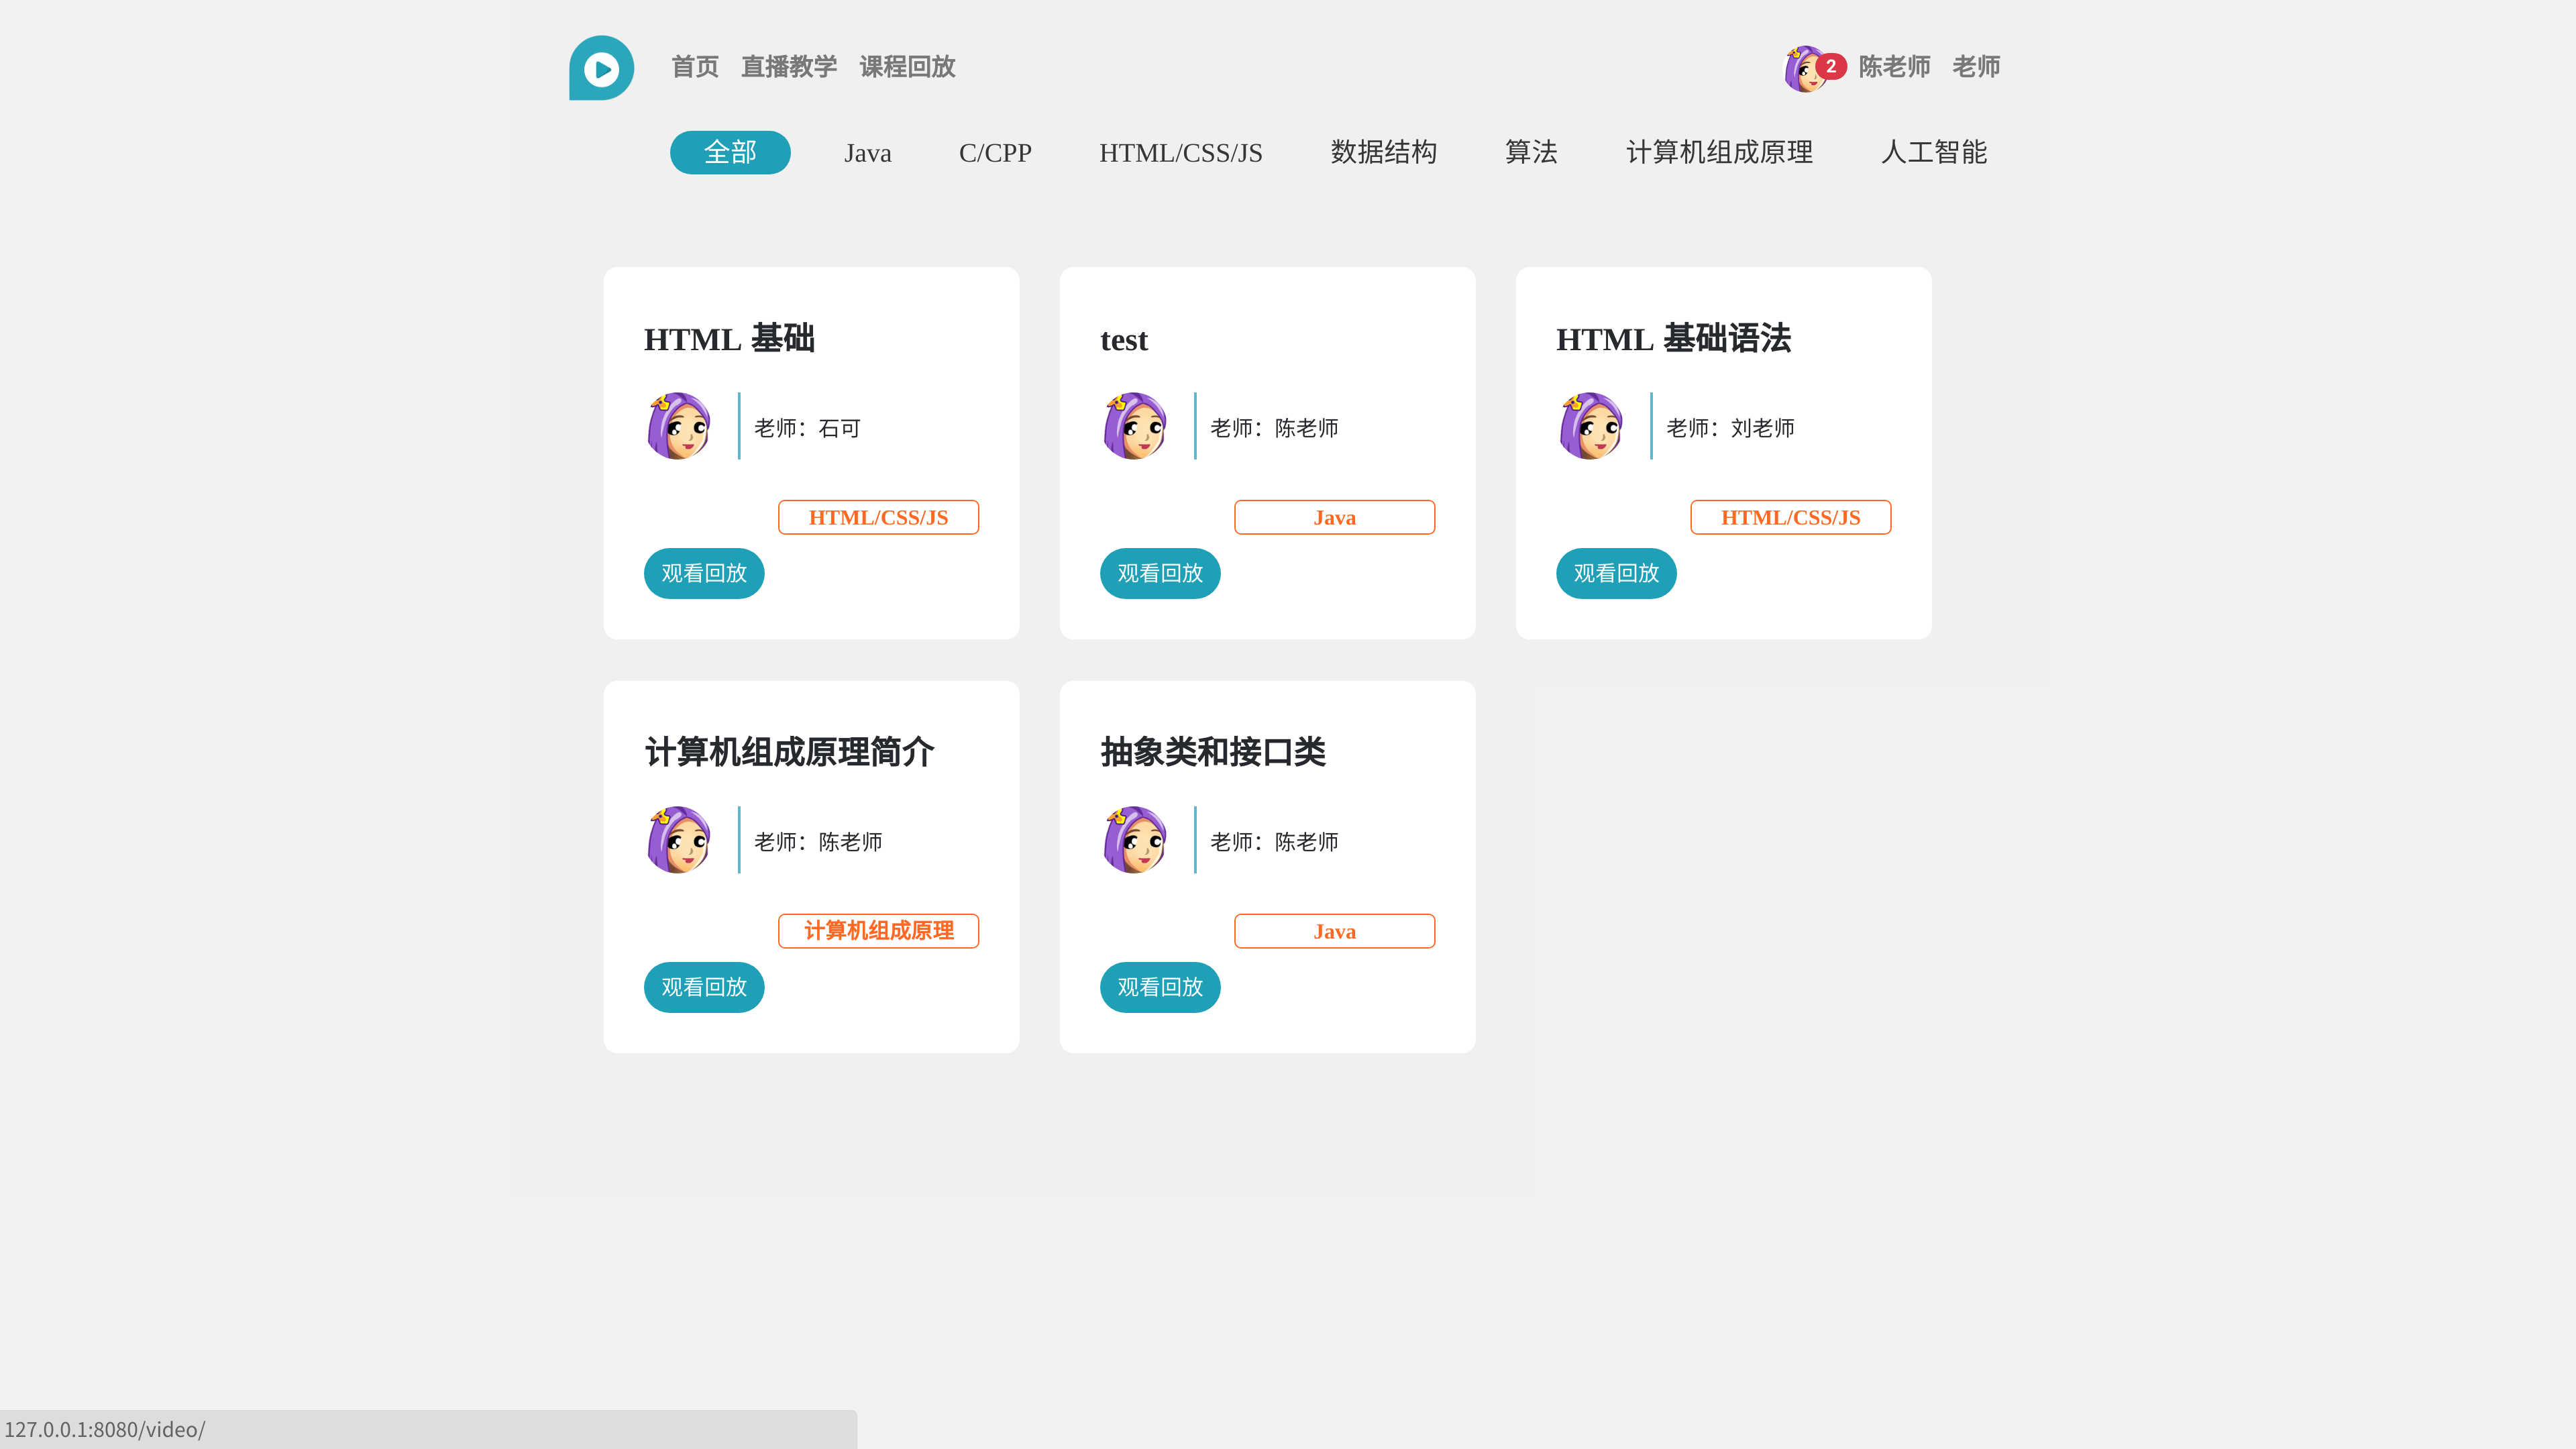 首页 直播教学 课程回放 2 陈老师 老师
全部 Java C/CPP HTML/CSS/JS 数据结构 算法 计算机组成原理 人工智能
HTML 基础
老师：石可
HTML/CSS/JS
观看回放
test
老师：陈老师
Java
观看回放
HTML 基础语法
老师：刘老师
HTML/CSS/JS
观看回放
计算机组成原理简介
老师：陈老师
计算机组成原理
观看回放
抽象类和接口类
老师：陈老师
Java
观看回放
127.0.0.1:8080/video/